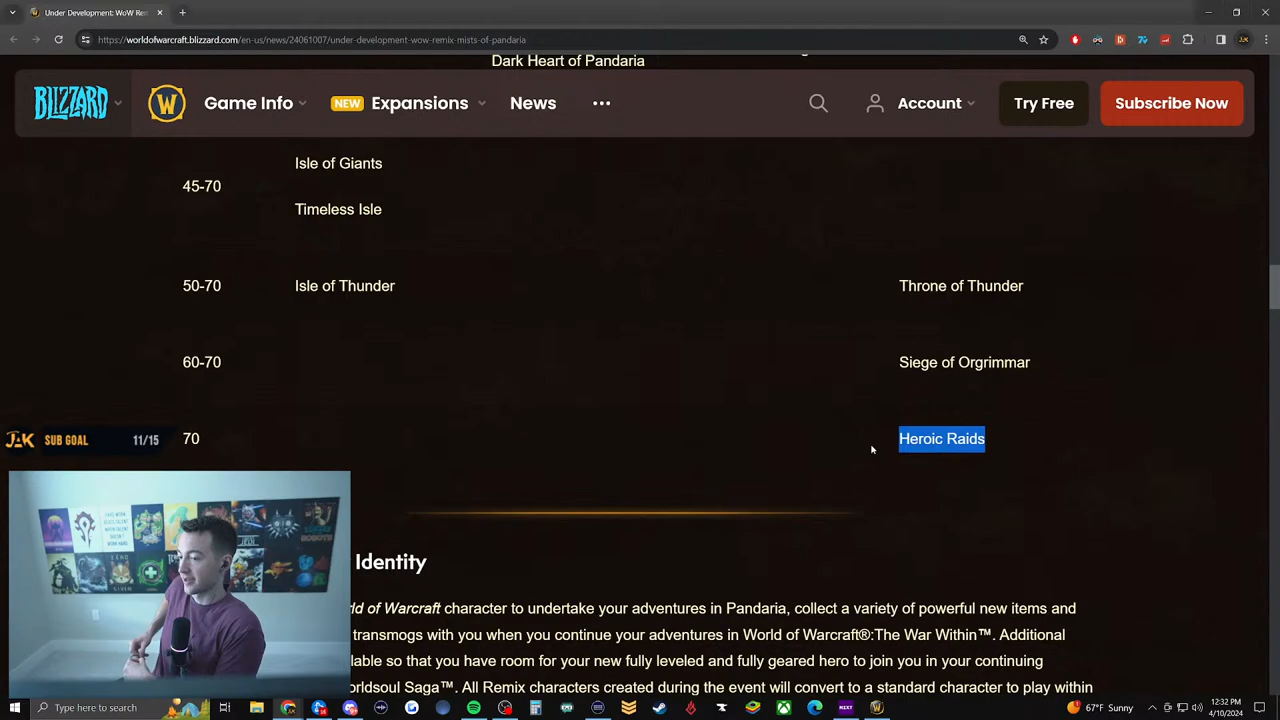 Under Development: WoW Remix
https://worldofwarcraft.blizzard.com/en-us/news/24061007/under-development-wow-remix-mists-of-pandaria
Dark Heart of Pandaria
BLIZZARD
W
Game Info
NEW
Expansions
News
Account
Try Free
Subscribe Now
45-70
Isle of Giants
Timeless Isle
50-70
Isle of Thunder
Throne of Thunder
60-70
Siege of Orgrimmar
JAK SUB GOAL 11/15
70
Heroic Raids
Identity
ld of Warcraft character to undertake your adventures in Pandaria, collect a variety of powerful new items and
transmogs with you when you continue your adventures in World of Warcraft®:The War Within™. Additional
lable so that you have room for your new fully leveled and fully geared hero to join you in your continuing
orldsoul Saga™. All Remix characters created during the event will convert to a standard character to play within
Type here to search
67°F Sunny
12:32 PM
4/10/2024